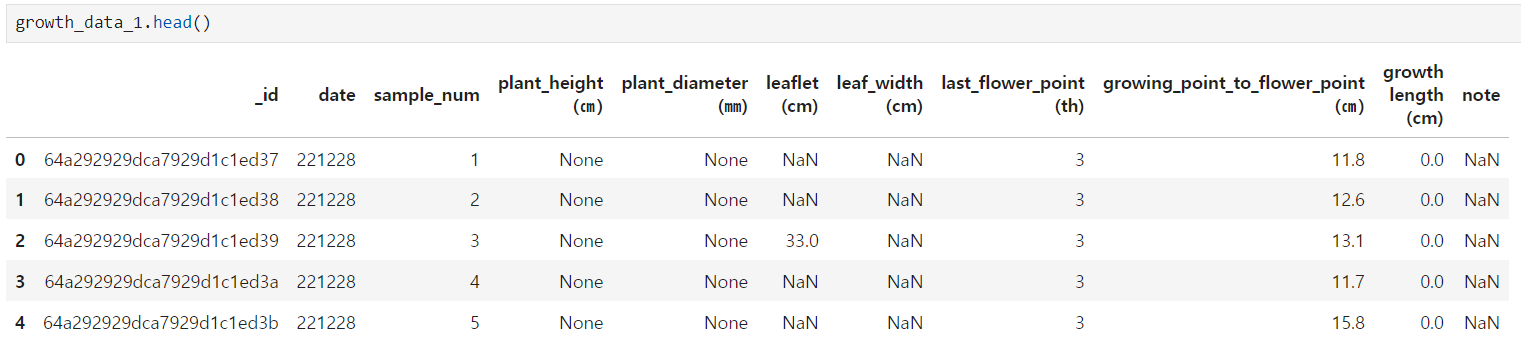 growth_data_1.head()
_id date sample_num plant_height (㎝) plant_diameter (㎜) leaflet (cm) leaf_width (cm) last_flower_point (th) growing_point_to_flower_point (㎝) growth length (cm) note
0 64a292929dca7929d1c1ed37 221228 1 None None NaN NaN 3 11.8 0.0 NaN
1 64a292929dca7929d1c1ed38 221228 2 None None NaN NaN 3 12.6 0.0 NaN
2 64a292929dca7929d1c1ed39 221228 3 None None 33.0 NaN 3 13.1 0.0 NaN
3 64a292929dca7929d1c1ed3a 221228 4 None None NaN NaN 3 11.7 0.0 NaN
4 64a292929dca7929d1c1ed3b 221228 5 None None NaN NaN 3 15.8 0.0 NaN